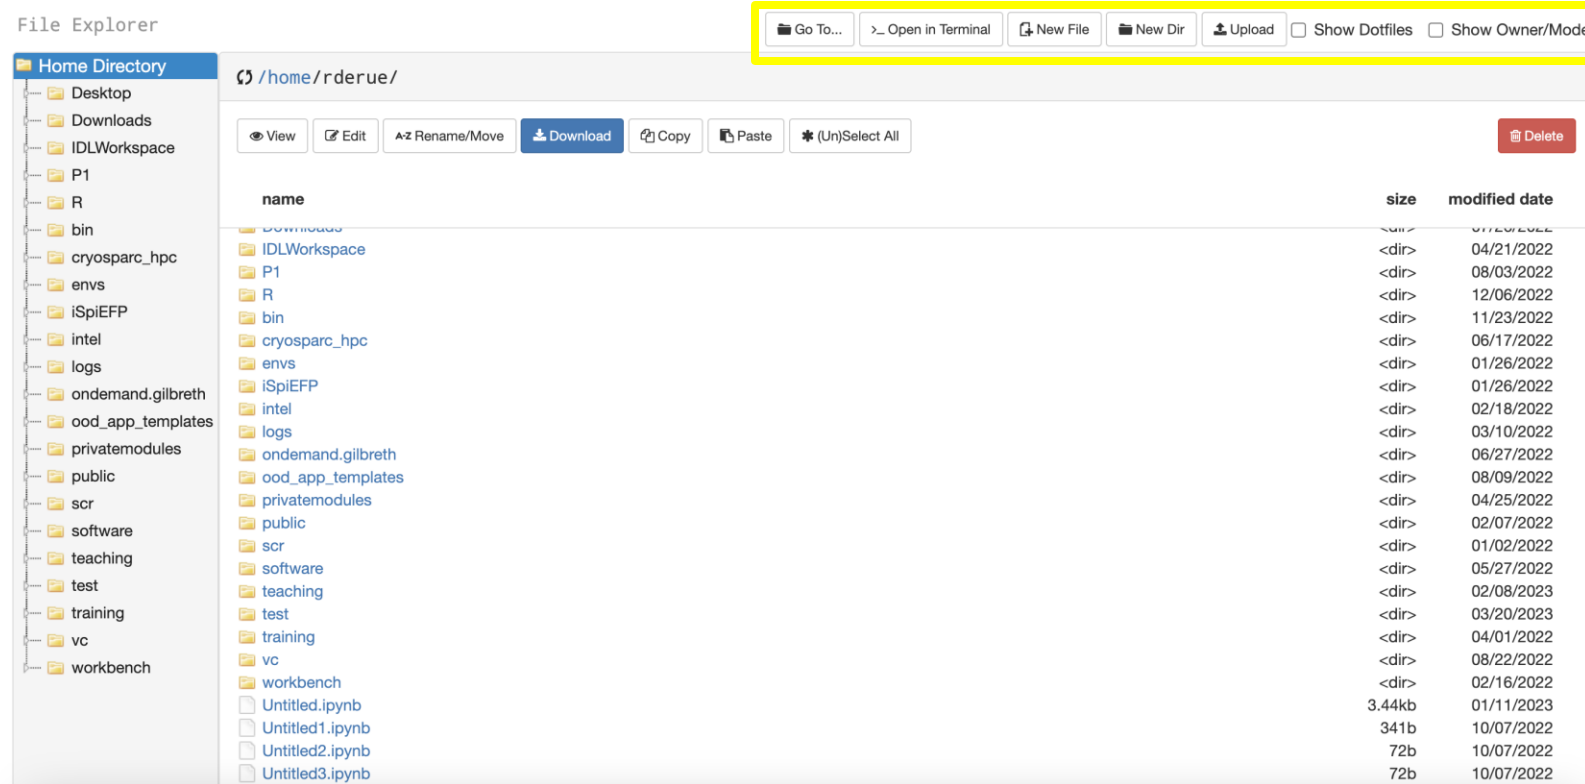 File Explorer
Go To... >_ Open in Terminal New File New Dir Upload Show Dotfiles Show Owner/Mode
Home Directory
Desktop
Downloads
IDLWorkspace
P1
R
bin
cryosparc_hpc
envs
iSpiEFP
intel
logs
ondemand.gilbreth
ood_app_templates
privatemodules
public
scr
software
teaching
test
training
vc
workbench
/home/rderue/
View Edit A-Z Rename/Move Download Copy Paste (Un)Select All Delete
name size modified date
Downloads <dir>
IDLWorkspace <dir> 04/21/2022
P1 <dir> 08/03/2022
R <dir> 12/06/2022
bin <dir> 11/23/2022
cryosparc_hpc <dir> 06/17/2022
envs <dir> 01/26/2022
iSpiEFP <dir> 01/26/2022
intel <dir> 02/18/2022
logs <dir> 03/10/2022
ondemand.gilbreth <dir> 06/27/2022
ood_app_templates <dir> 08/09/2022
privatemodules <dir> 04/25/2022
public <dir> 02/07/2022
scr <dir> 01/02/2022
software <dir> 05/27/2022
teaching <dir> 02/08/2023
test <dir> 03/20/2023
training <dir> 04/01/2022
vc <dir> 08/22/2022
workbench <dir> 02/16/2022
Untitled.ipynb 3.44kb 01/11/2023
Untitled1.ipynb 341b 10/07/2022
Untitled2.ipynb 72b 10/07/2022
Untitled3.ipynb 72b 10/07/2022